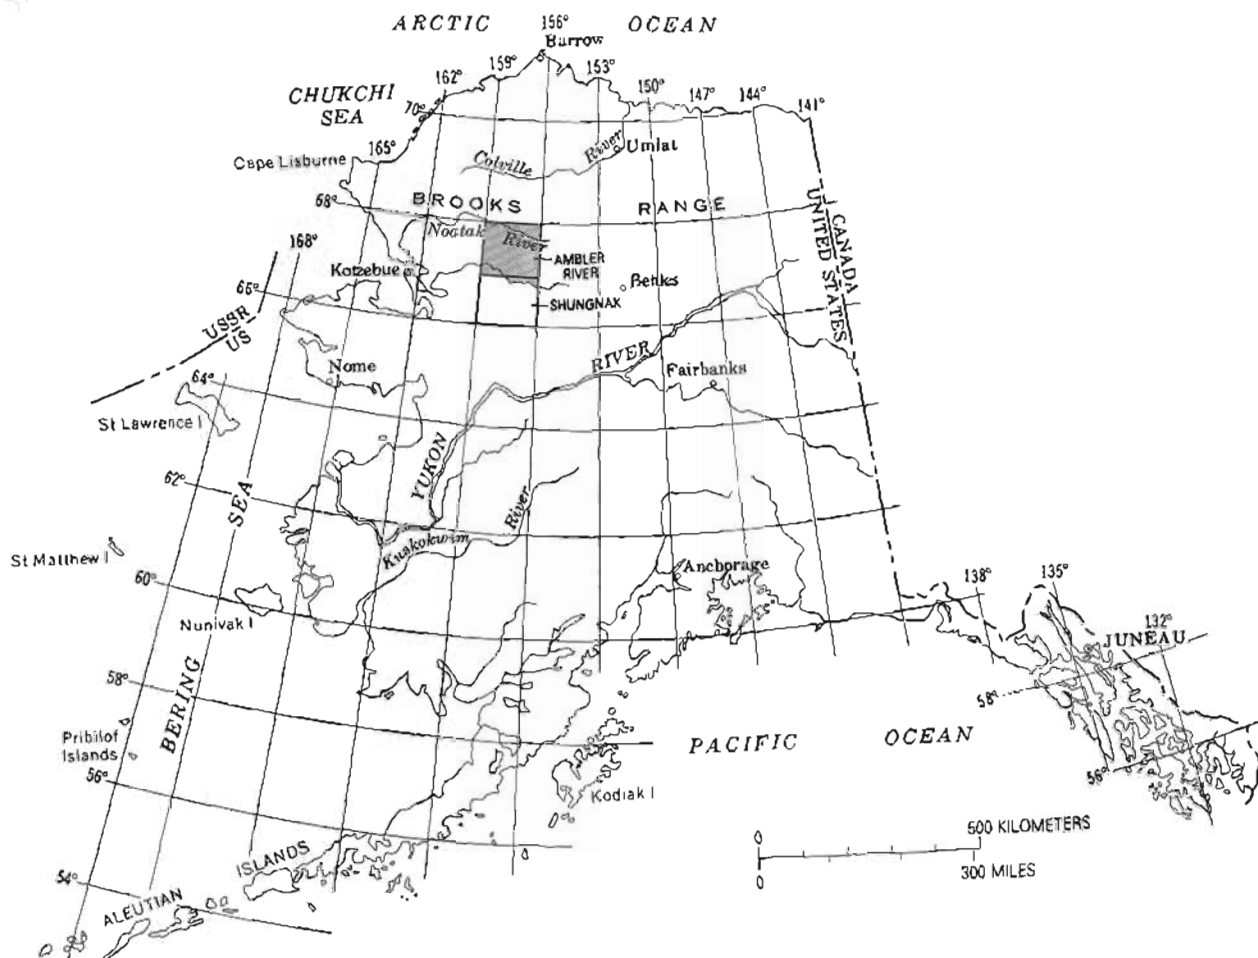 ARCTIC OCEAN
156°
Barrow
159°
153°
162°
150°
147°
144°
141°
CHUKCHI
SEA
70°
165°
Cape Lisburne
Colville River
Umiat
68°
BROOKS RANGE
Noatak River
168°
AMBLER
RIVER
Kotzebue
Bettles
SHUNGNAK
66°
USSR
US
CANADA
UNITED STATES
RIVER
Nome
Fairbanks
64°
St Lawrence I
YUKON
62°
SEA
River
Kuskokwim
St Matthew I
60°
Anchorage
138°
135°
132°
Nunivak I
JUNEAU
58°
58°
BERING
Pribilof
Islands
PACIFIC OCEAN
56°
56°
Kodiak I
0
500 KILOMETERS
0
300 MILES
54°
ALEUTIAN
ISLANDS